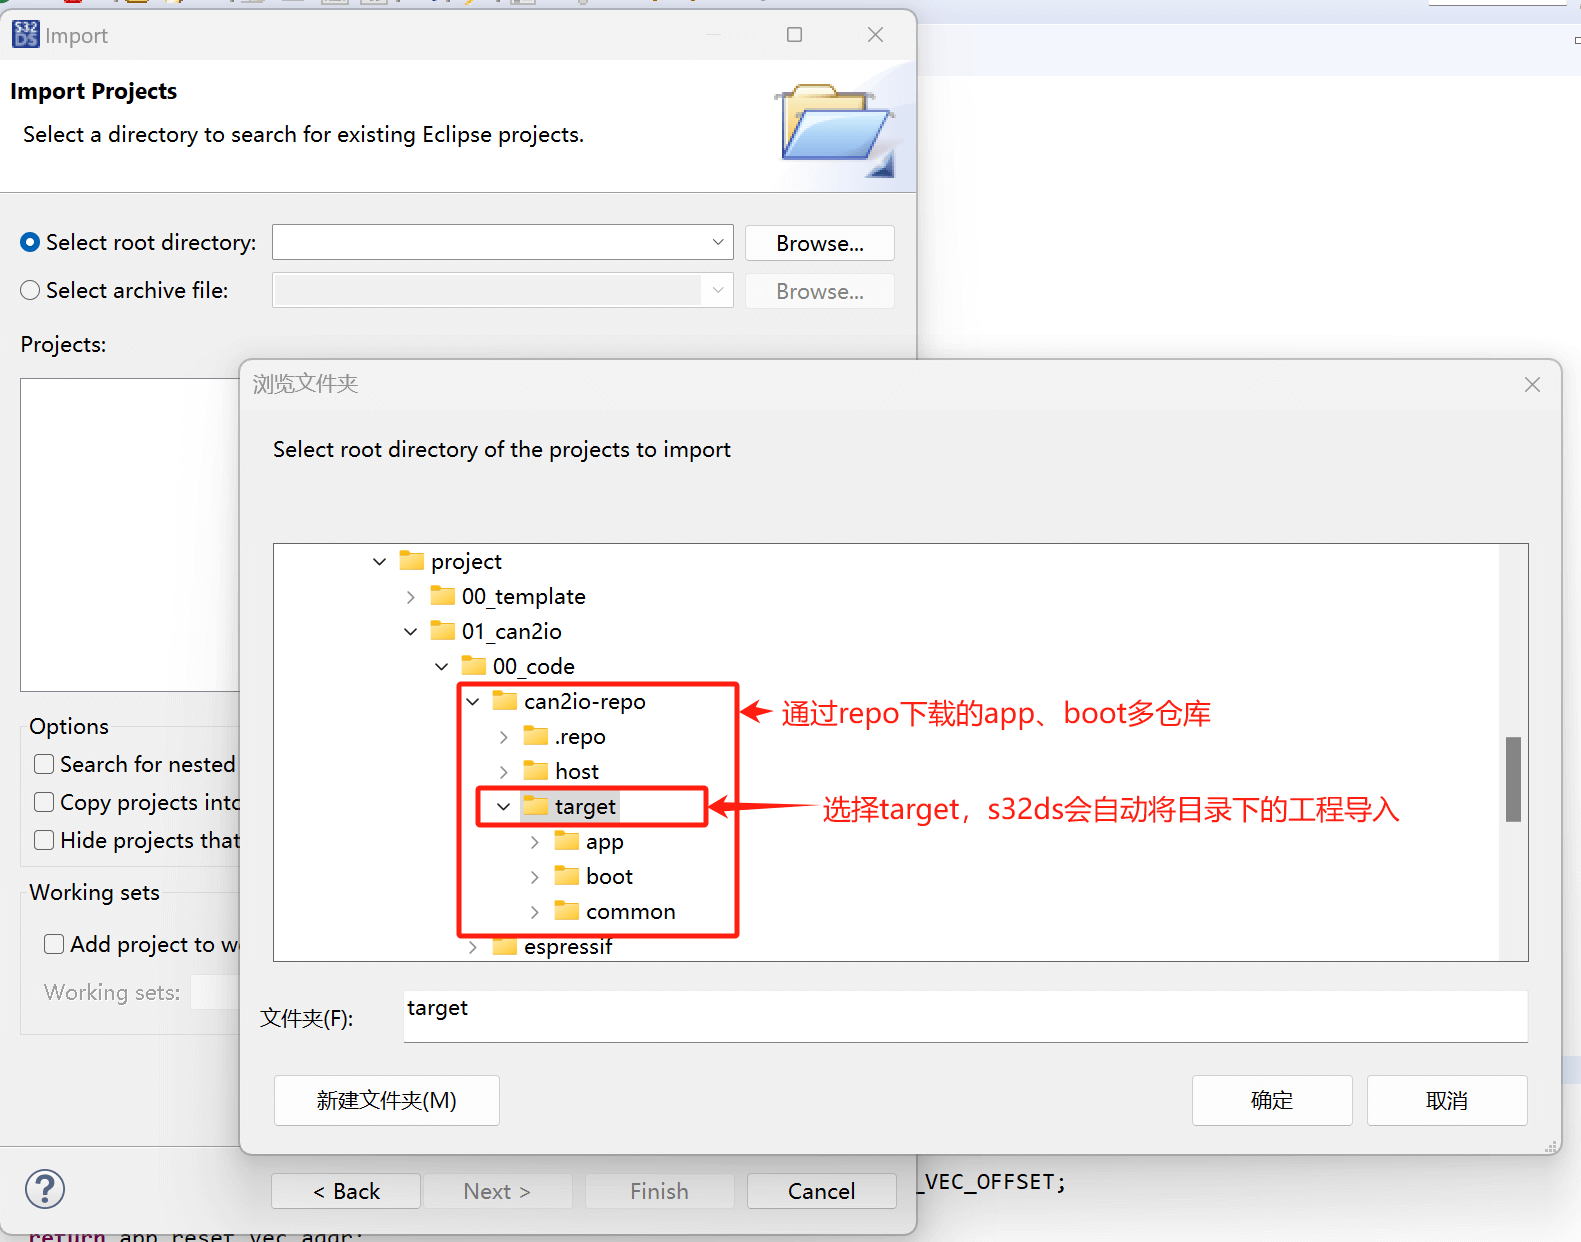 S32
DS
Import
Import Projects
Select a directory to search for existing Eclipse projects.
Select root directory:
Browse...
Select archive file:
Browse...
Projects:
浏览文件夹
Select root directory of the projects to import
project
00_template
01_can2io
00_code
can2io-repo
通过repo下载的app、boot多仓库
.repo
host
target
选择target，s32ds会自动将目录下的工程导入
app
boot
common
espressif
Options
Search for nested
Copy projects into
Hide projects that
Working sets
Add project to w
Working sets:
文件夹(F):
target
新建文件夹(M)
确定
取消
?
< Back
Next >
Finish
Cancel
_VEC_OFFSET;
return app_reset_vec_addr;